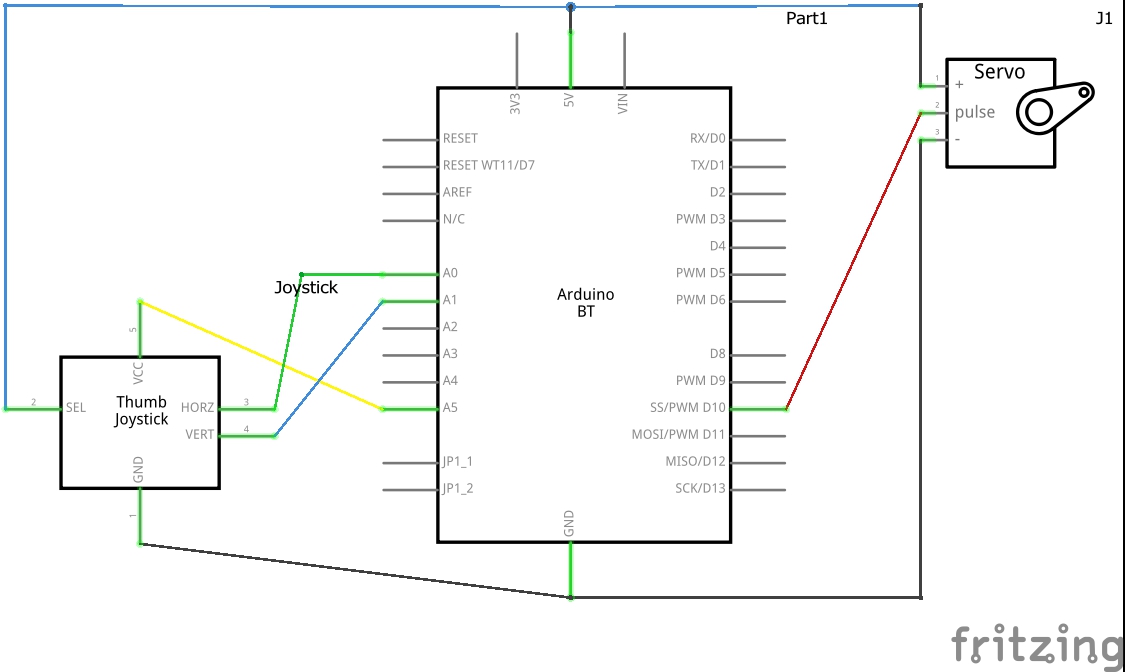 Part1
J1
Servo
1
+
2
pulse
3
-
3V3
5V
VIN
RESET
RX/D0
RESET WT11/D7
TX/D1
AREF
D2
N/C
PWM D3
D4
A0
PWM D5
Joystick
A1
Arduino
BT
PWM D6
A2
5
A3
D8
VCC
A4
PWM D9
2
SEL
Thumb
Joystick
HORZ
3
A5
SS/PWM D10
VERT
4
MOSI/PWM D11
GND
JP1_1
MISO/D12
JP1_2
SCK/D13
1
GND
fritzing